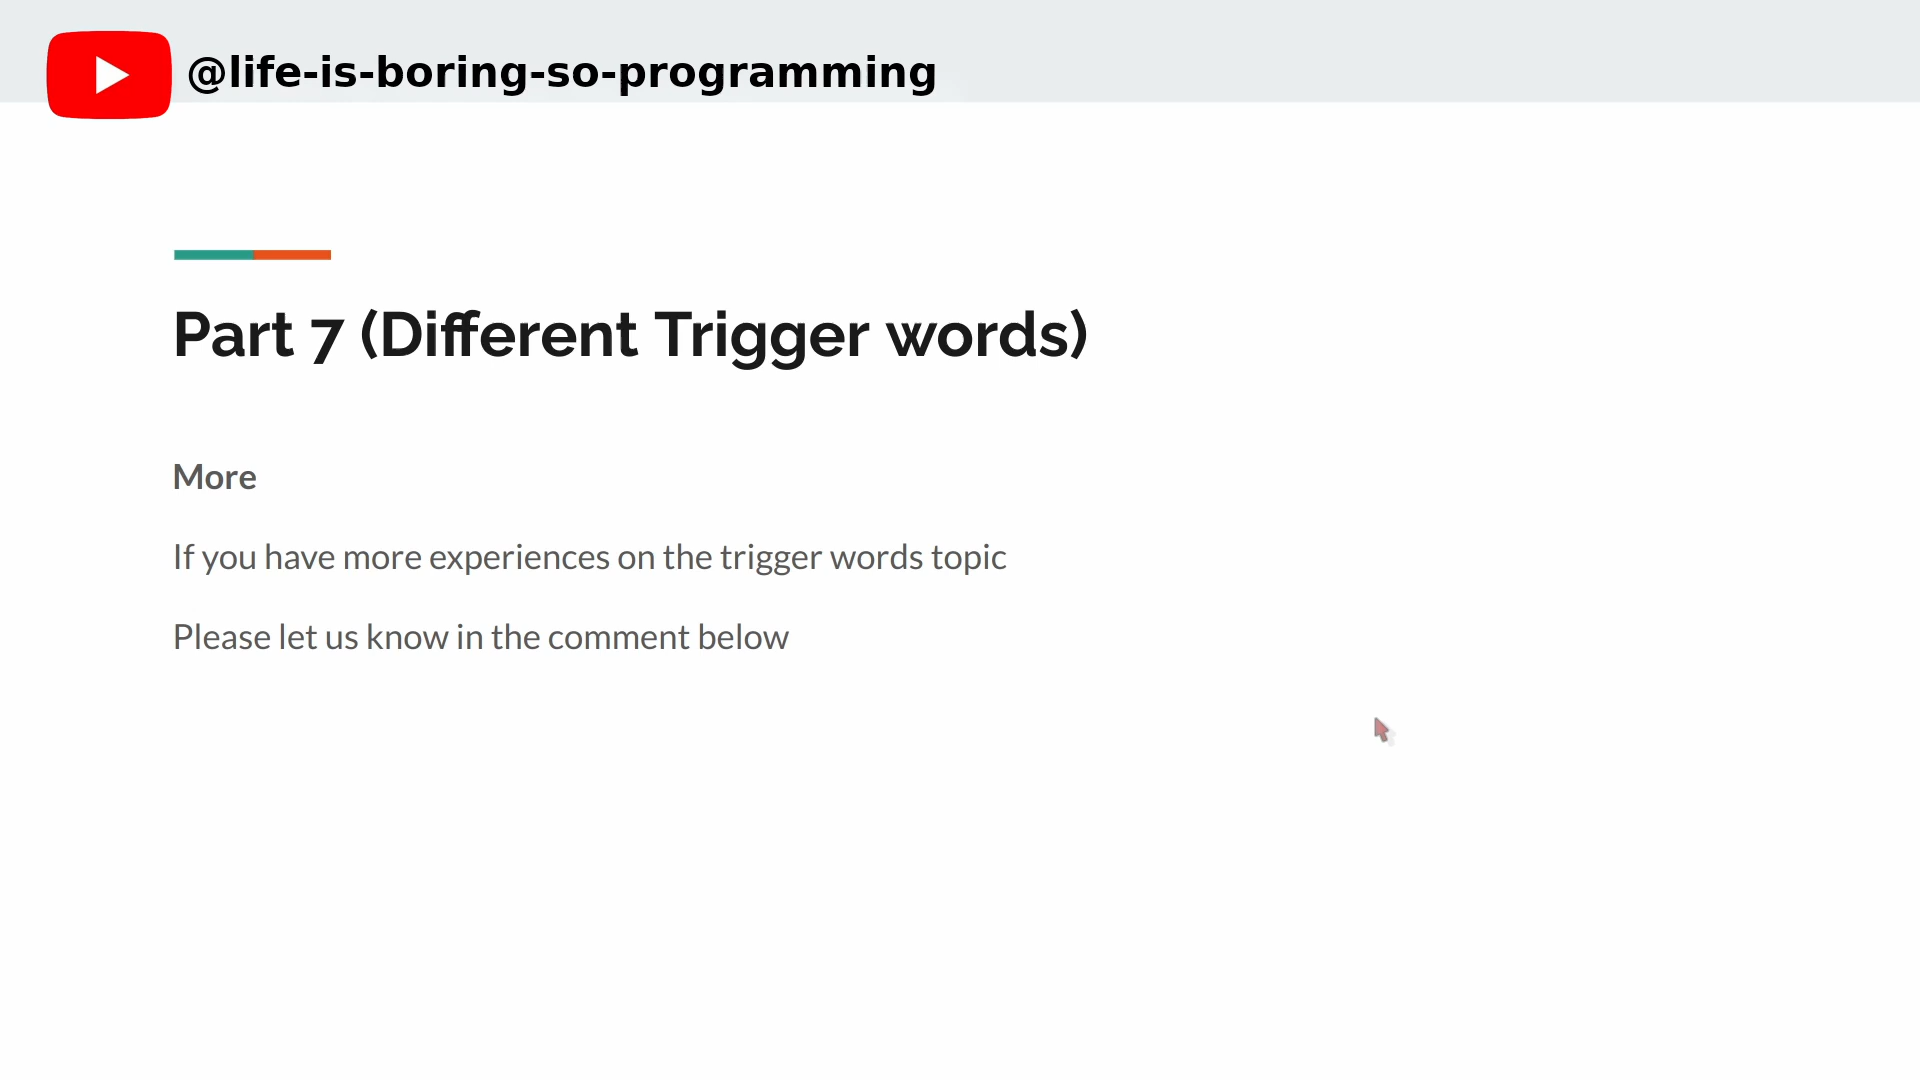 @life-is-boring-so-programming
Part 7 (Different Trigger words)
More
If you have more experiences on the trigger words topic
Please let us know in the comment below